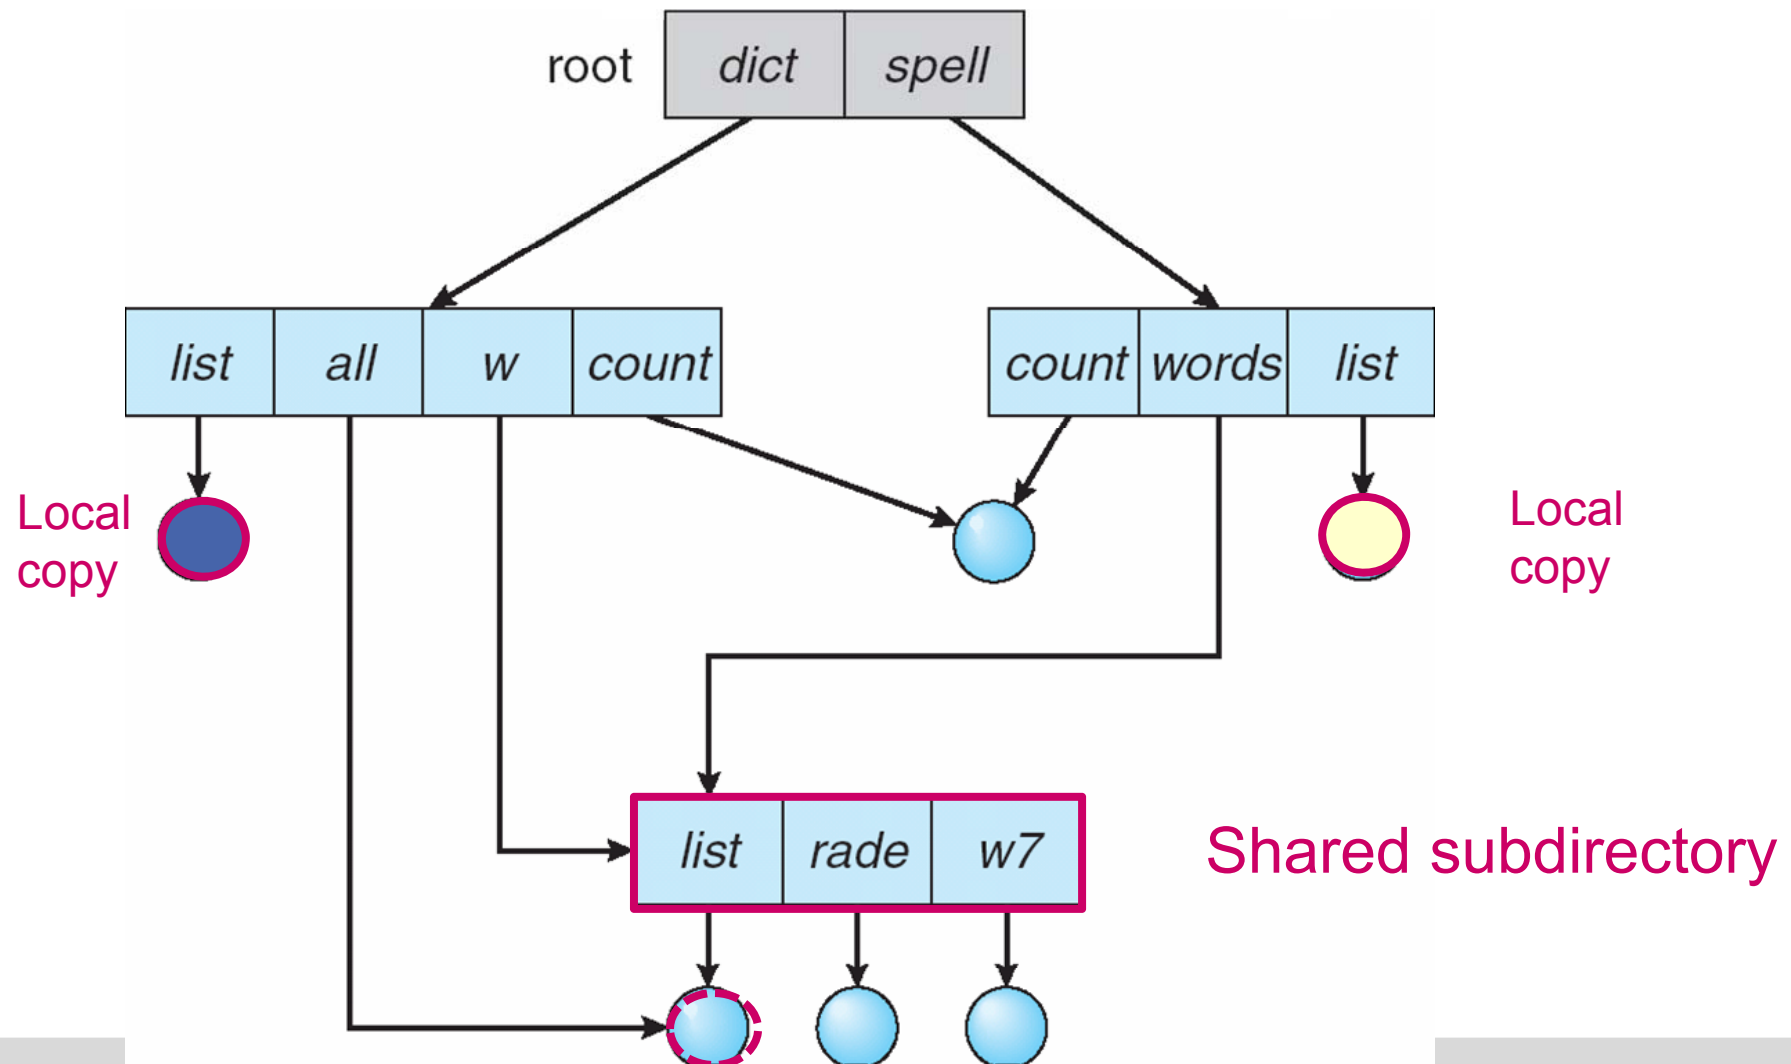 root dict spell
list all w count count words list
Local
copy
Local
copy
list rade w7
Shared subdirectory